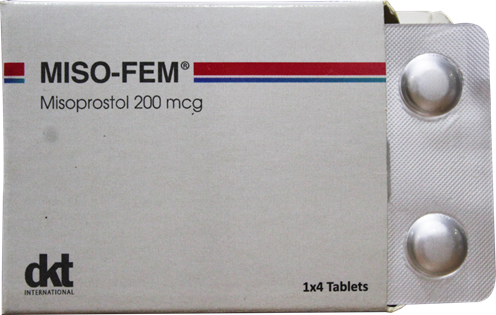 MISO-FEM®
Misoprostol 200 mcg
dkt
INTERNATIONAL
1x4 Tablets